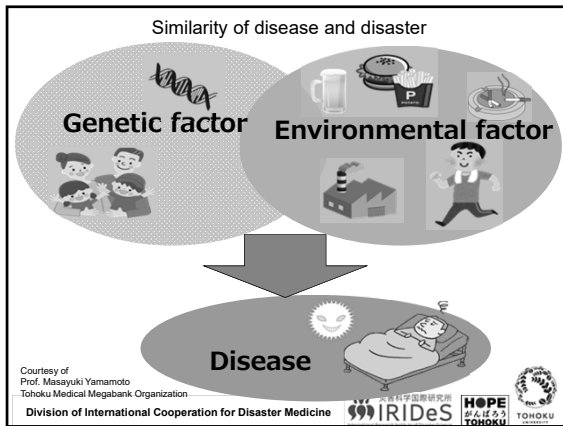 Similarity of disease and disaster
Genetic factor
Environmental factor
P
POTATO
Disease
Courtesy of
Prof. Masayuki Yamamoto
Tohoku Medical Megabank Organization
Division of International Cooperation for Disaster Medicine
災害科学国際研究所
IRIDeS
HOPE
がんばろう
TOHOKU
TOHOKU
UNIVERSITY